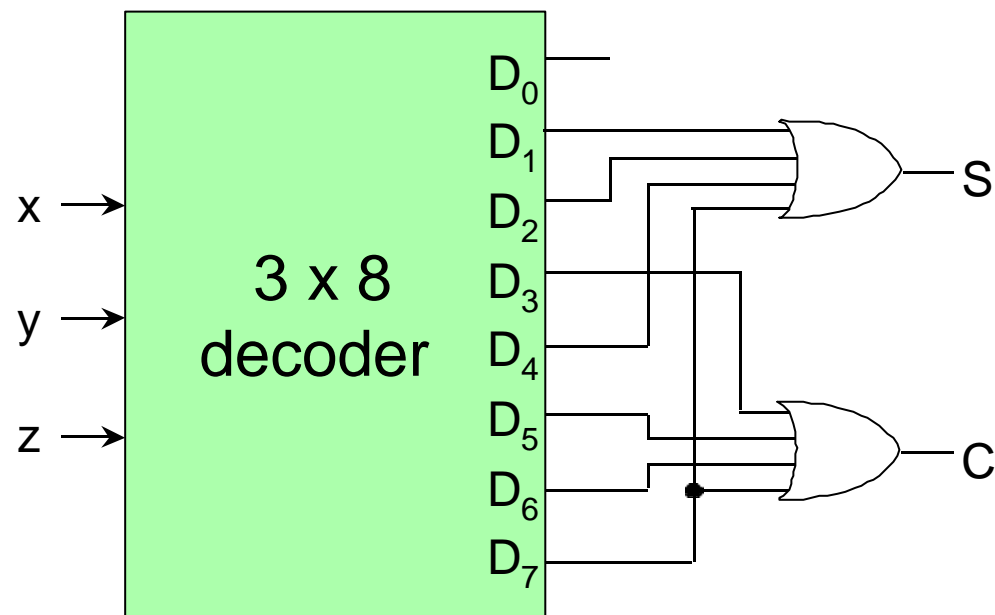 x
y
z
3 x 8
decoder
D₀
D₁
D₂
D₃
D₄
D₅
D₆
D₇
S
C